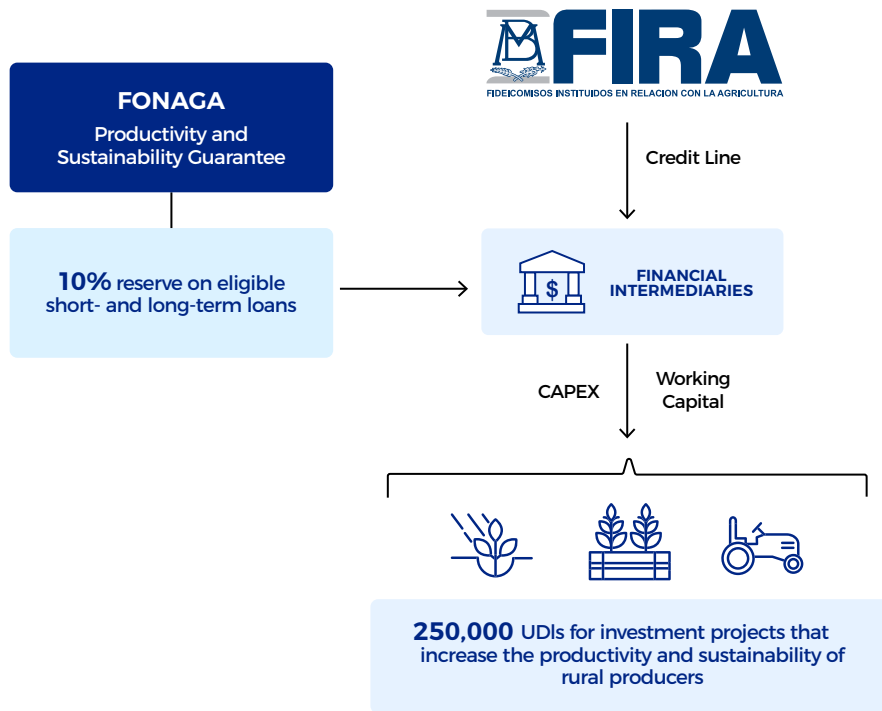 FIRA
FIDEICOMISOS INSTITUIDOS EN RELACION CON LA AGRICULTURA
FONAGA
Productivity and
Sustainability Guarantee
Credit Line
10% reserve on eligible
short- and long-term loans
$
FINANCIAL
INTERMEDIARIES
CAPEX
Working
Capital
250,000 UDIs for investment projects that
increase the productivity and sustainability of
rural producers